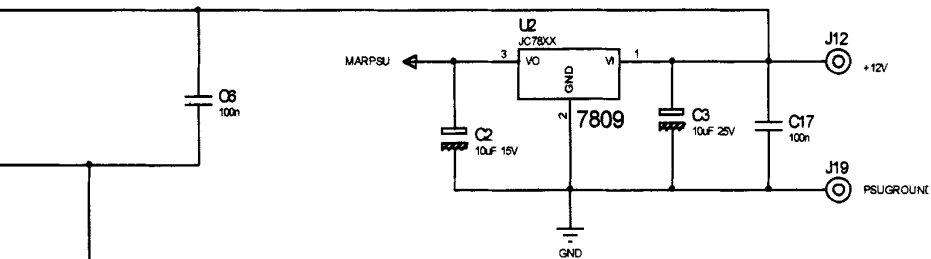 U2
JC78XX
J12
MARPSU
3
VO
VI
1
+12V
GND
C6
100n
2
7809
C3
10uF 25V
C17
100n
C2
10uF 15V
J19
PSUGROUND
GND